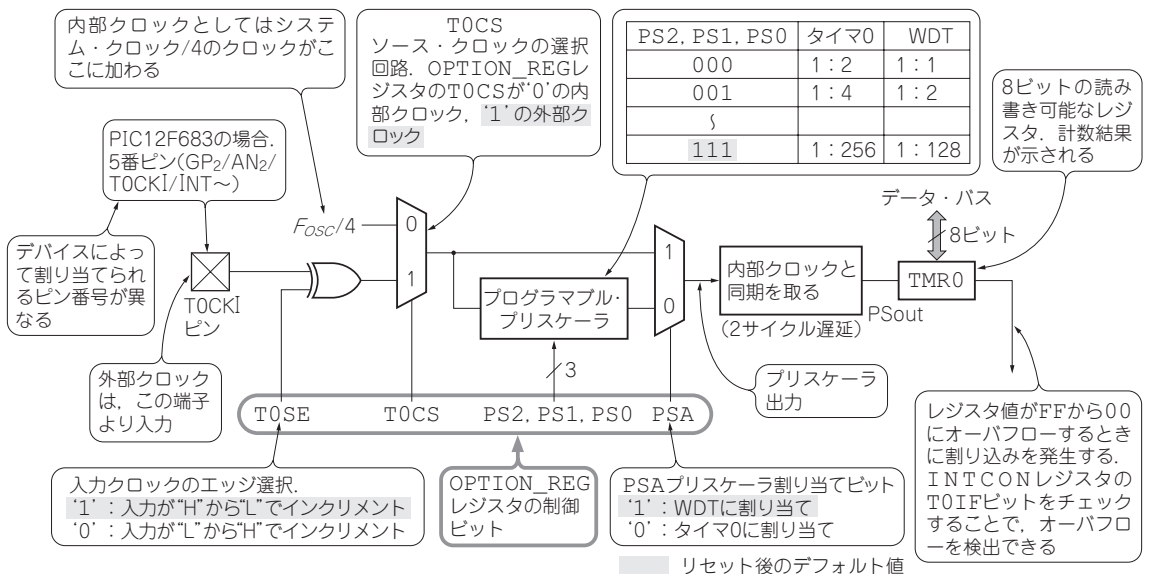 内部クロックとしてはシステ
ム・クロック/4のクロックがこ
こに加わる
T0CS
ソース・クロックの選択
回路．OPTION_REGレ
ジスタのT0CSが‘0’の内
部クロック，‘1’の外部ク
ロック
PS2,PS1,PS0 タイマ0 WDT
000 1:2 1:1
001 1:4 1:2
〜
111 1:256 1:128
8ビットの読み
書き可能なレジ
スタ．計数結果
が示される
PIC12F683の場合．
5番ピン(GP2/AN2/
T0CKI/INT〜)
デバイスによっ
て割り当てられ
るピン番号が異
なる
FOSC/4
0
1
T0CKI
ピン
外部クロック
は，この端子
より入力
プログラマブル・
プリスケーラ
3
1
0
内部クロックと
同期を取る
(2サイクル遅延)
PSout
データ・バス
8ビット
TMR0
プリスケーラ
出力
T0SE T0CS PS2,PS1,PS0 PSA
入力クロックのエッジ選択．
‘1’：入力が“H”から“L”でインクリメント
‘0’：入力が“L”から“H”でインクリメント
OPTION_REG
レジスタの制御
ビット
PSAプリスケーラ割り当てビット
‘1’：WDTに割り当て
‘0’：タイマ0に割り当て
レジスタ値がFFから00
にオーバフローするとき
に割り込みを発生する．
INTCONレジスタの
T0IFビットをチェック
することで，オーバフロ
ーを検出できる
リセット後のデフォルト値